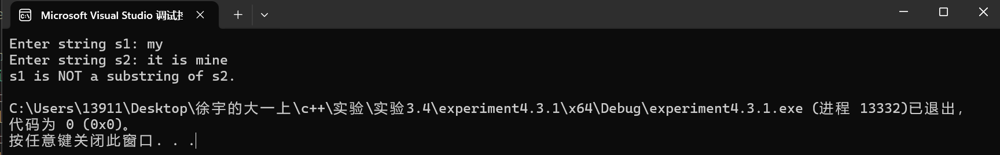 Microsoft Visual Studio 调试控
Enter string s1: my
Enter string s2: it is mine
s1 is NOT a substring of s2.
C:\Users\13911\Desktop\徐宇的大一上\c++\实验\实验3.4\experiment4.3.1\x64\Debug\experiment4.3.1.exe (进程 13332)已退出，
代码为 0 (0x0)。
按任意键关闭此窗口. . .